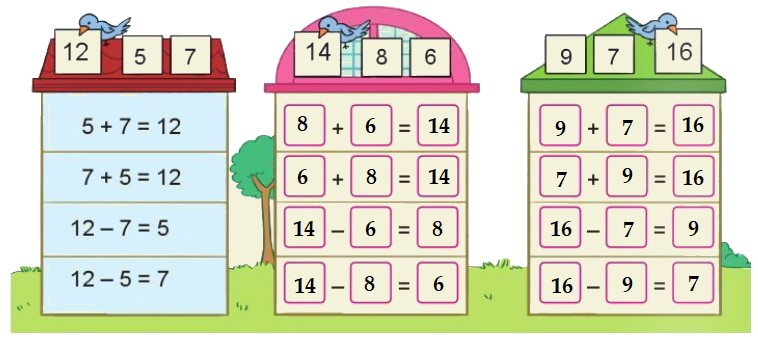 12 5 7
5 + 7 = 12
7 + 5 = 12
12 – 7 = 5
12 – 5 = 7
14 8 6
8 + 6 = 14
6 + 8 = 14
14 – 6 = 8
14 – 8 = 6
9 7 16
9 + 7 = 16
7 + 9 = 16
16 – 7 = 9
16 – 9 = 7